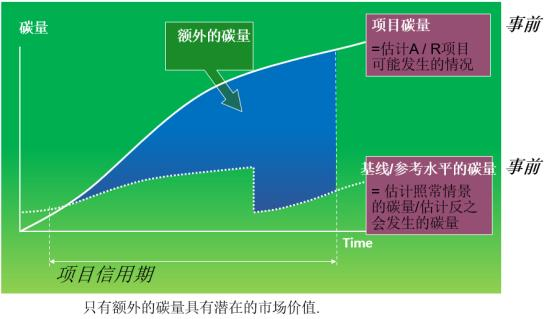 碳量
额外的碳量
项目碳量
=估计A / R项目
可能发生的情况
事前
基线/参考水平的碳量
= 估计照常情景
的碳量/估计反之
会发生的碳量
事前
Time
项目信用期
只有额外的碳量具有潜在的市场价值.